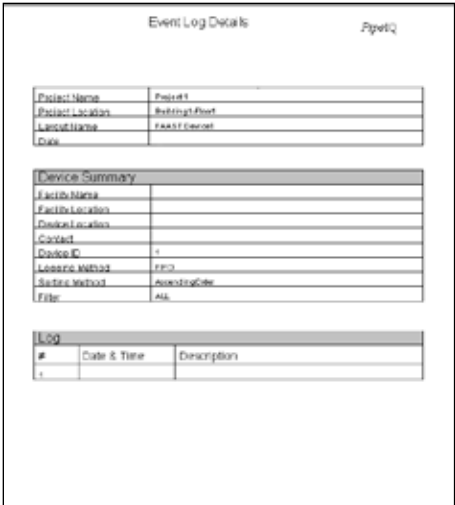 Event Log Details
PipeIQ
Project Name Project1
Project Location Building1-Floor1
Layout Name FAAST Device1
Date
Device Summary
Facility Name
Facility Location
Device Location
Contact
Device ID 1
Logging Method FIFO
Sorting Method AscendingOrder
Filter ALL
Log
# Date & Time Description
1